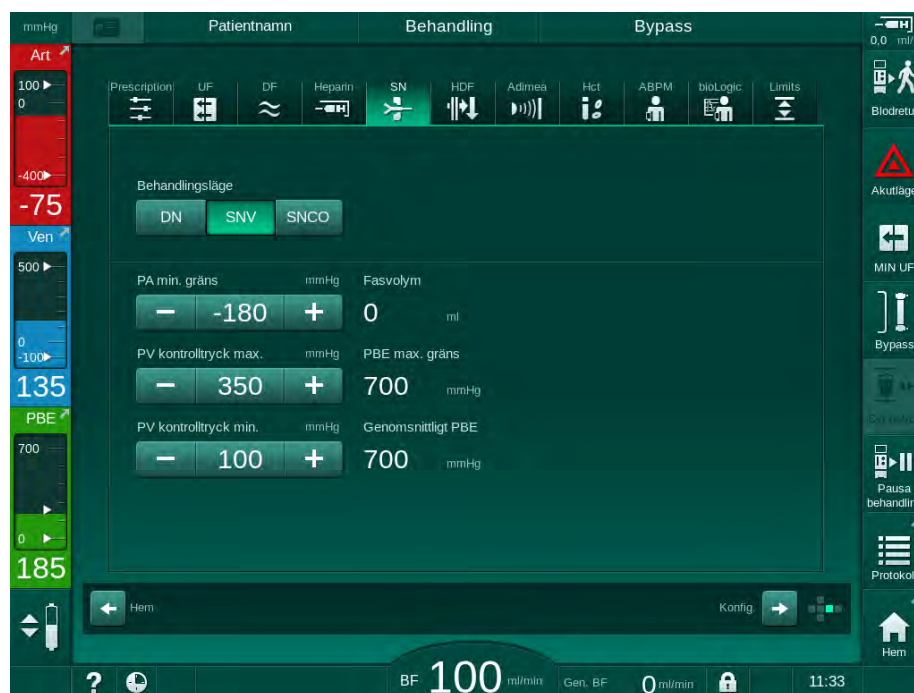 mmHg Patientnamn Behandling Bypass
0,0 ml/
Art
100
0
-400
-75
Ven
500
0
-100
135
PBE
700
0
185
Prescription UF DF Heparin SN HDF Adimea Hct ABPM bioLogic Limits
Behandlingsläge
DN SNV SNCO
PA min. gräns mmHg Fasvolym
− -180 + 0 ml
PV kontrolltryck max. mmHg PBE max. gräns
− 350 + 700 mmHg
PV kontrolltryck min. mmHg Genomsnittligt PBE
− 100 + 700 mmHg
Hem Konfig.
Blodretu
Akutläge
MIN UF
Bypass
Pausa
behandlin
Protokol
Hem
? BF 100 ml/min Gen. BF 0 ml/min 11:33